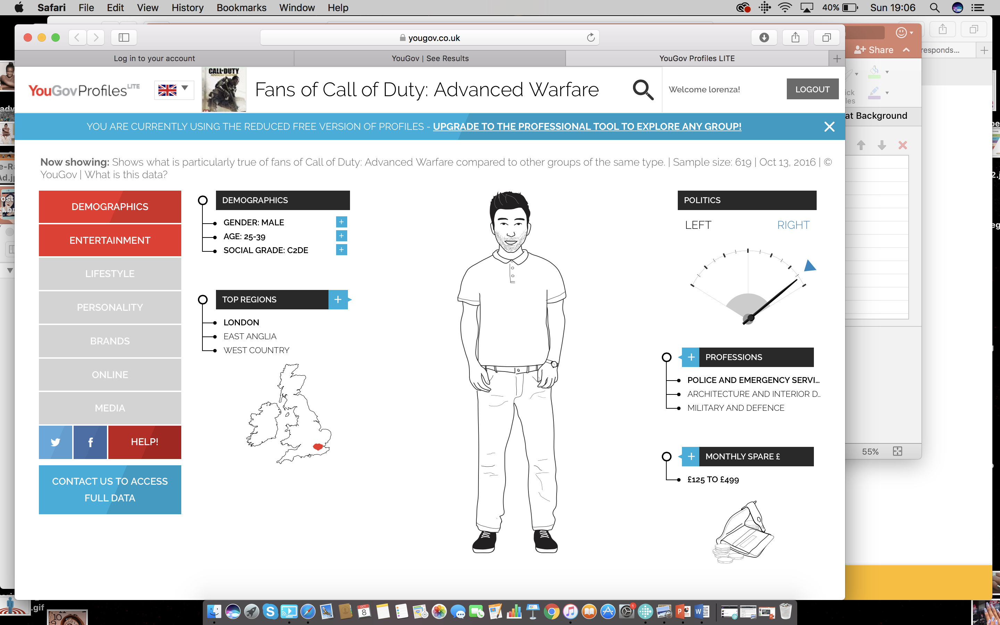 Safari File Edit View History Bookmarks Window Help
40% Sun 19:06
yougov.co.uk
Log in to your account
YouGov | See Results
YouGov Profiles LITE
Share
responds...
YouGovProfiles LITE
CALL OF DUTY
ADVANCED WARFARE
Fans of Call of Duty: Advanced Warfare
Welcome lorenza!
LOGOUT
YOU ARE CURRENTLY USING THE REDUCED FREE VERSION OF PROFILES - UPGRADE TO THE PROFESSIONAL TOOL TO EXPLORE ANY GROUP!
at Background
Now showing: Shows what is particularly true of fans of Call of Duty: Advanced Warfare compared to other groups of the same type. | Sample size: 619 | Oct 13, 2016 | ©
YouGov | What is this data?
DEMOGRAPHICS
ENTERTAINMENT
LIFESTYLE
PERSONALITY
BRANDS
ONLINE
MEDIA
HELP!
CONTACT US TO ACCESS
FULL DATA
DEMOGRAPHICS
GENDER: MALE
AGE: 25-39
SOCIAL GRADE: C2DE
TOP REGIONS
LONDON
EAST ANGLIA
WEST COUNTRY
POLITICS
LEFT RIGHT
PROFESSIONS
POLICE AND EMERGENCY SERVI...
ARCHITECTURE AND INTERIOR D...
MILITARY AND DEFENCE
MONTHLY SPARE £
£125 TO £499
55%
.gif
OCT
8
1